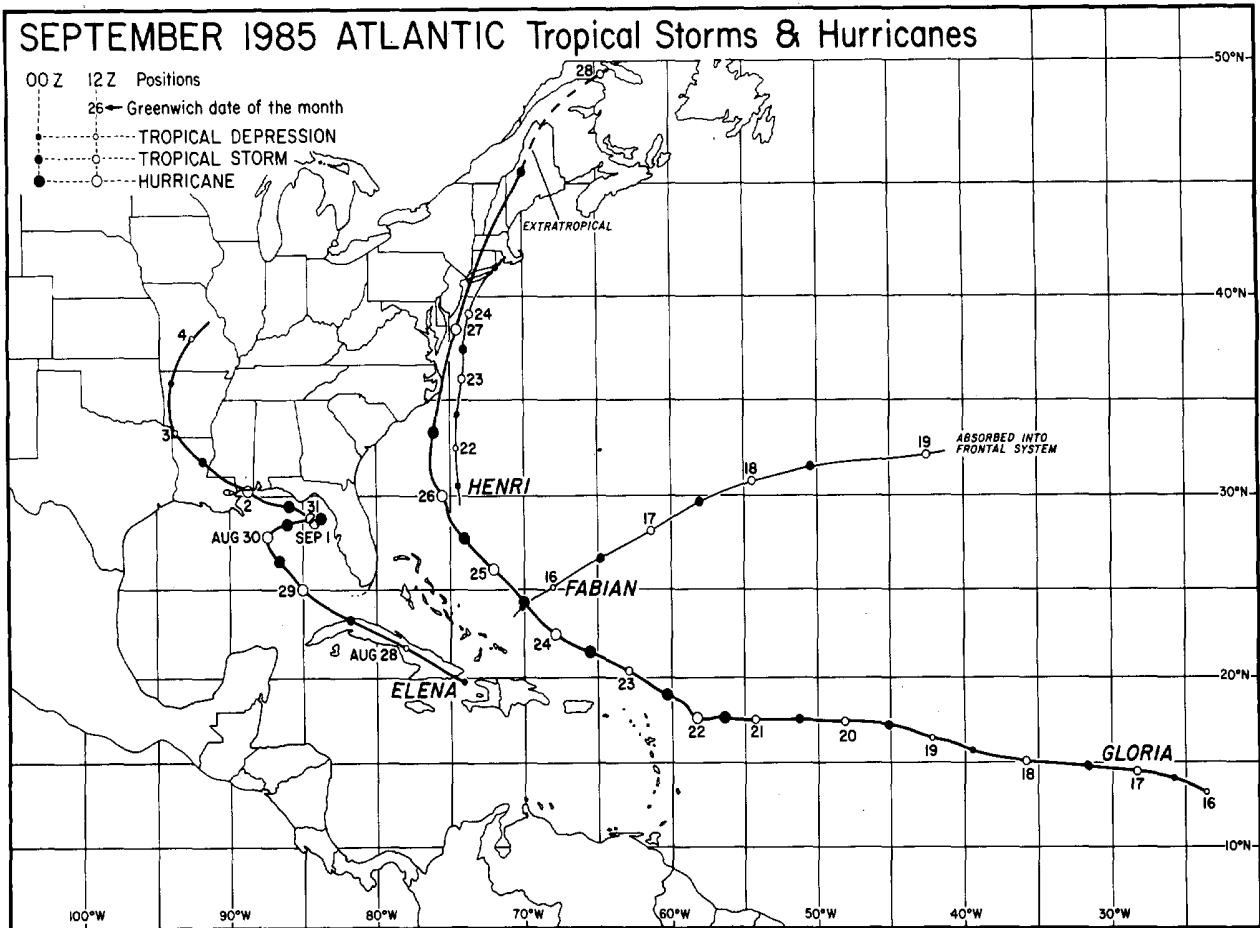 SEPTEMBER 1985 ATLANTIC Tropical Storms & Hurricanes
00 Z 12 Z Positions
26 Greenwich date of the month
TROPICAL DEPRESSION
TROPICAL STORM
HURRICANE
28
50°N
EXTRATROPICAL
40°N
24
27
4
23
3
22
19
ABSORBED INTO
FRONTAL SYSTEM
18
2
31
26
HENRI
30°N
17
AUG 30
SEP 1
25
16
FABIAN
29
24
AUG 28
23
20°N
ELENA
22
21
20
19
GLORIA
18
17
16
10°N
100°W
90°W
80°W
70°W
60°W
50°W
40°W
30°W